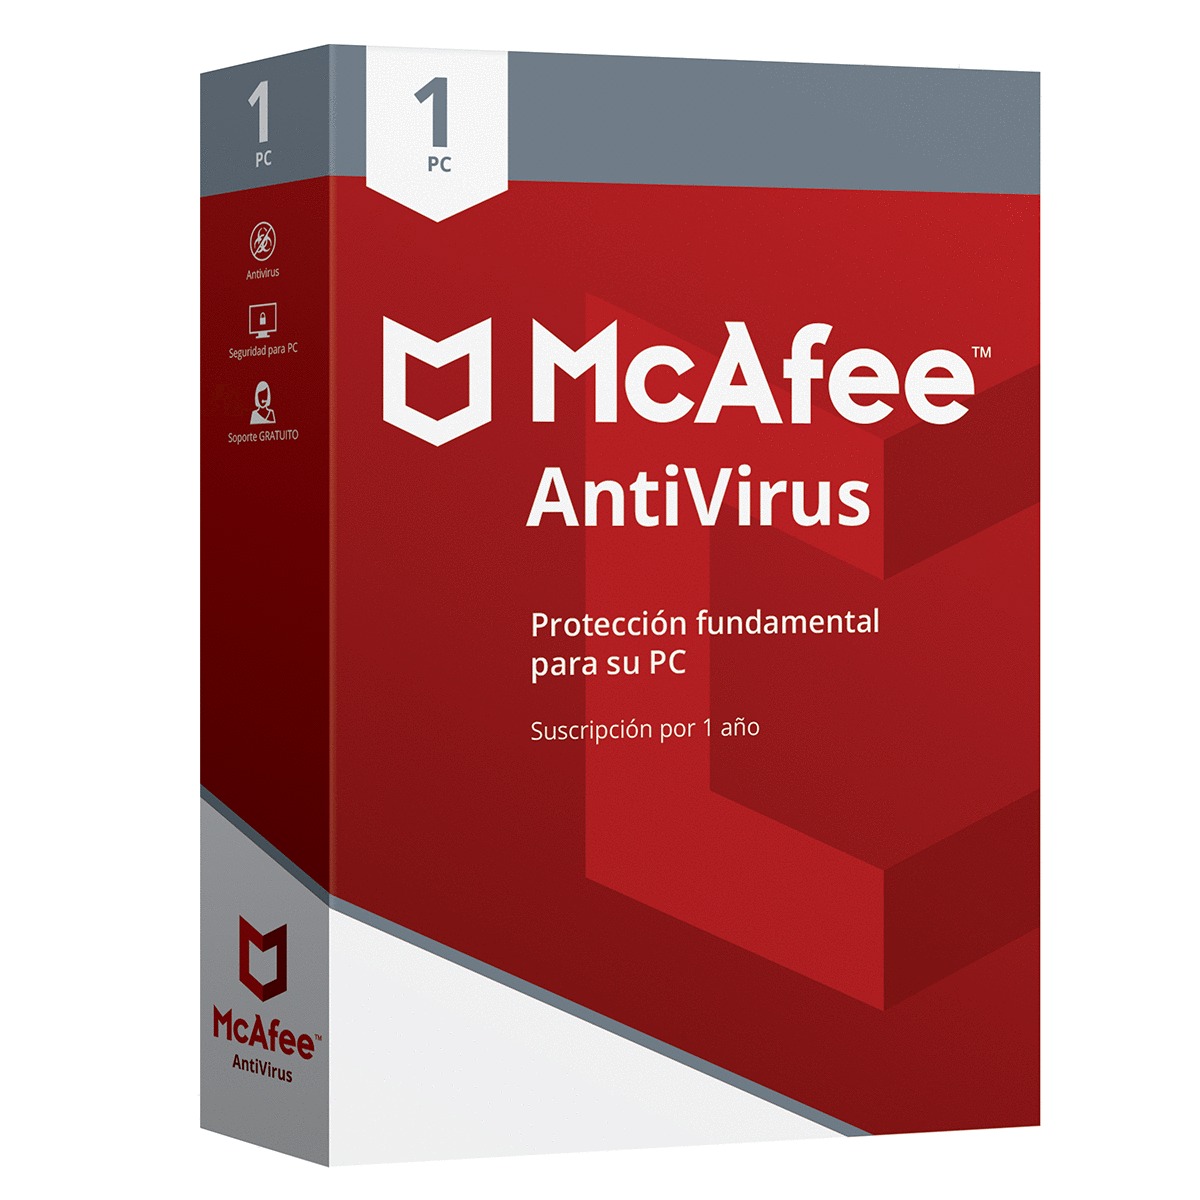 1
PC
Antivirus
Seguridad para PC
Soporte GRATUITO
McAfee™
AntiVirus
1
PC
McAfee™
AntiVirus
Protección fundamental
para su PC
Suscripción por 1 año